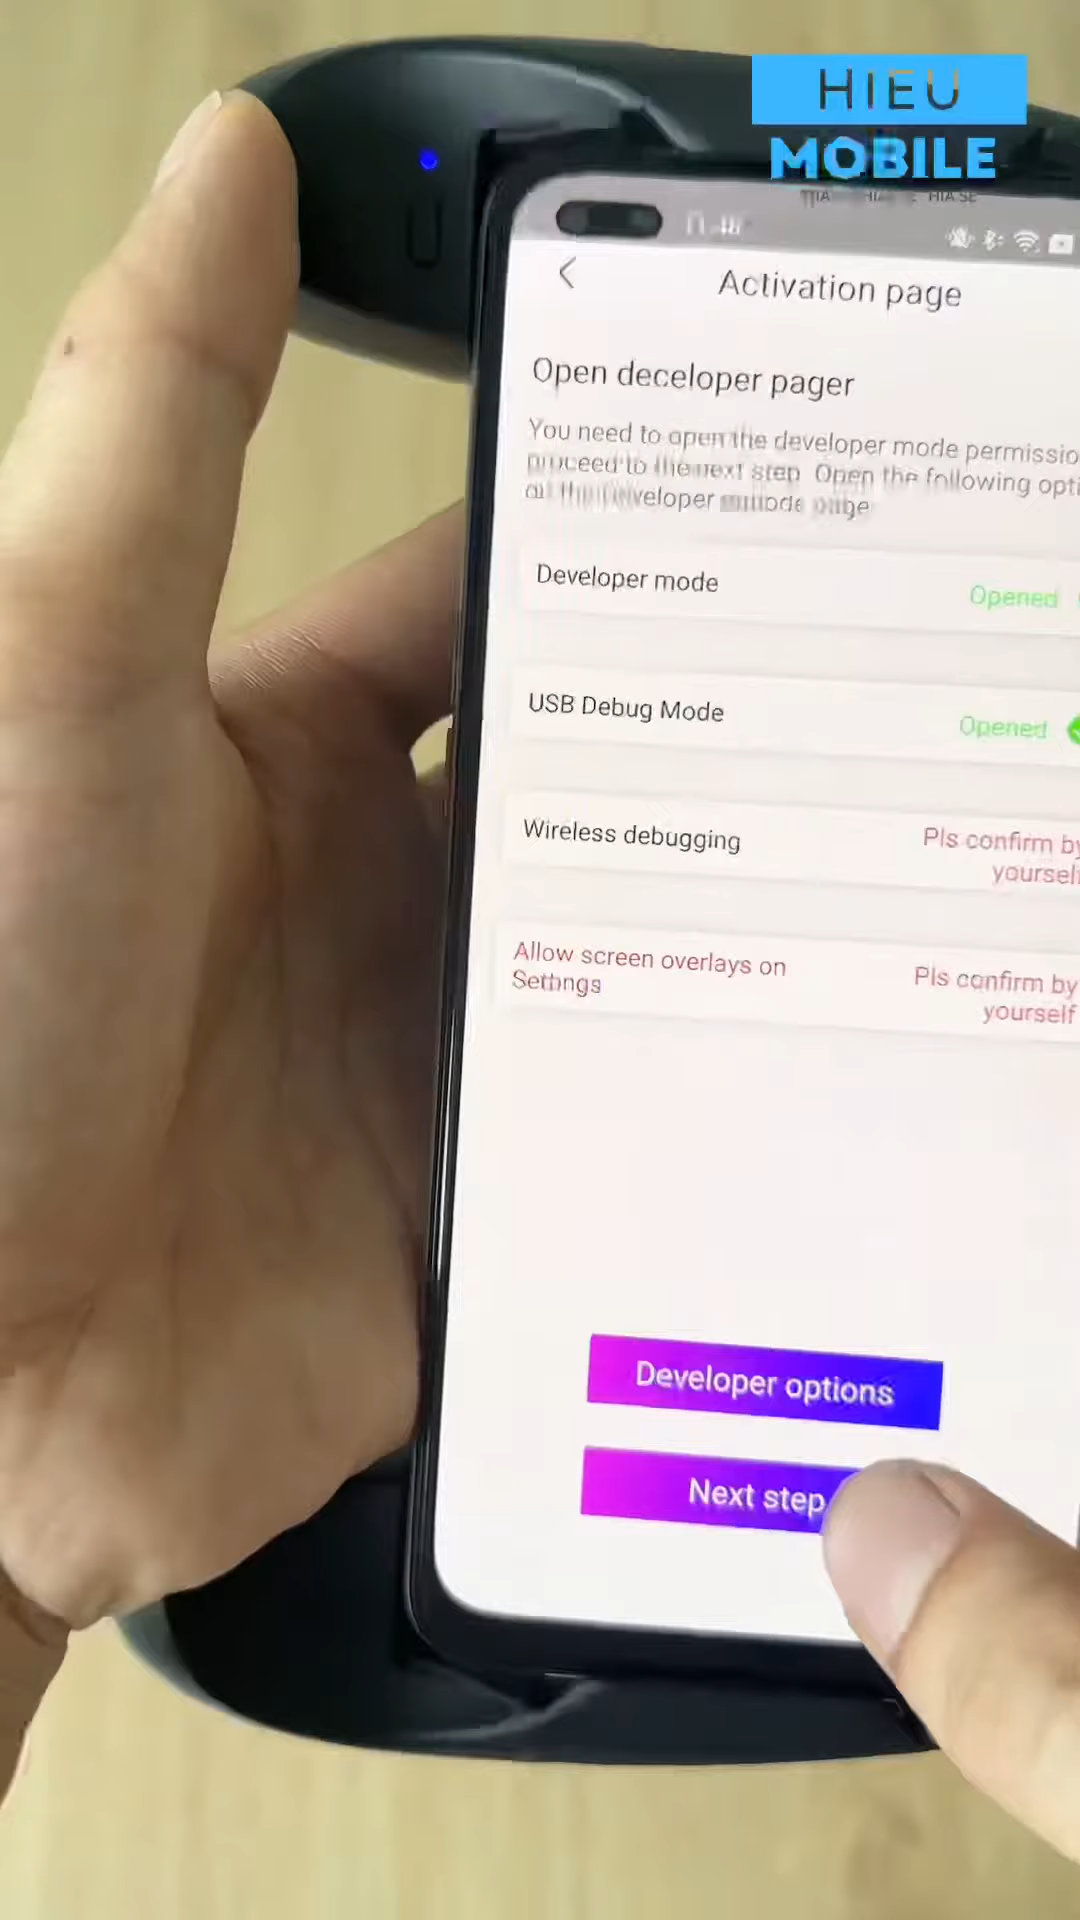 HIEU
MOBILE
Activation page
Open deceloper pager
You need to open the developer mode permissio
proceed to the next step. Open the following opti
developer
Developer mode
Opened
USB Debug Mode
Opened
Wireless debugging
Pls confirm by
yourself
Allow screen overlays on
Settings
Pls confirm by
yourself
Developer options
Next step